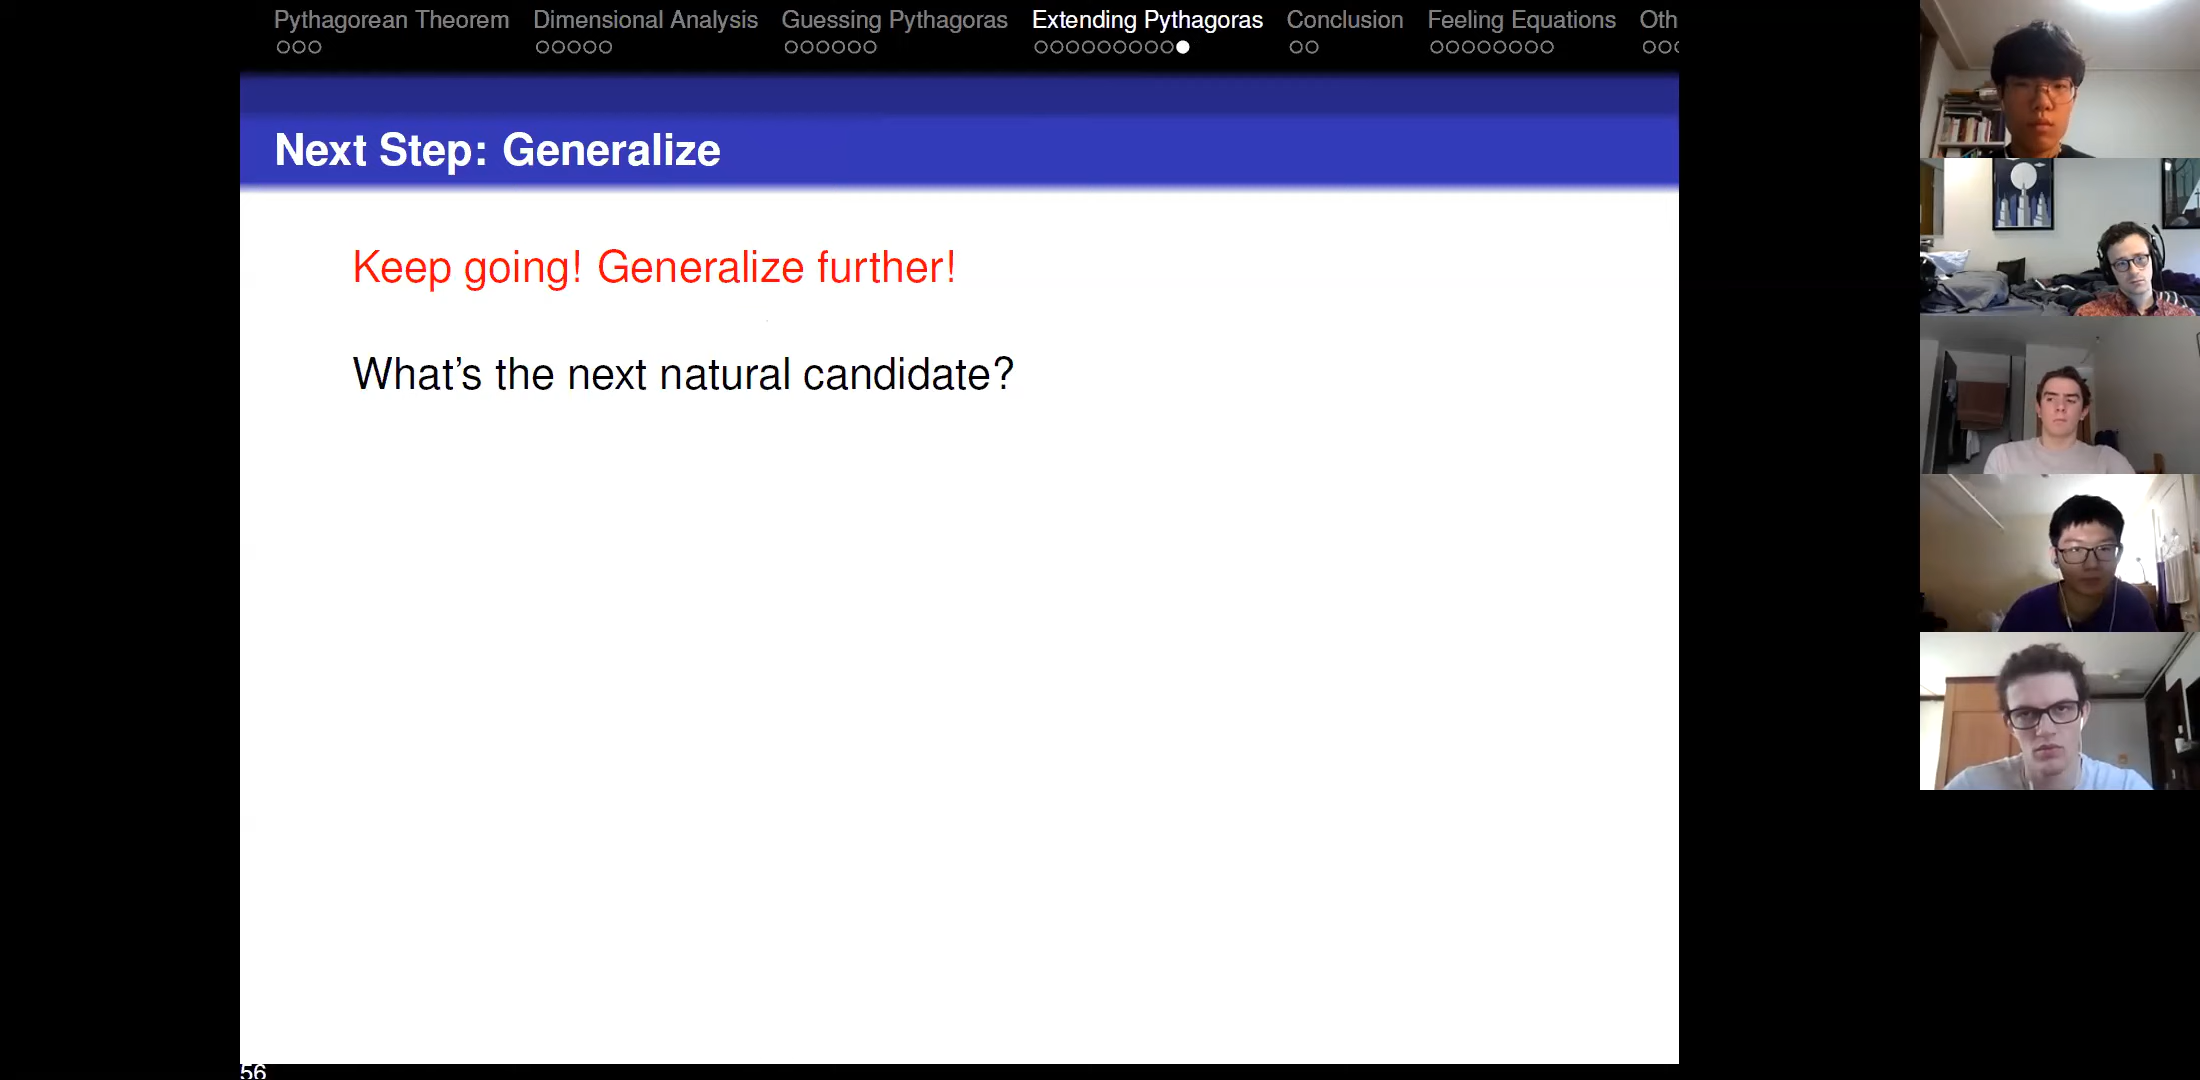 Pythagorean Theorem Dimensional Analysis Guessing Pythagoras Extending Pythagoras Conclusion Feeling Equations Oth
Next Step: Generalize
Keep going! Generalize further!
What's the next natural candidate?
56